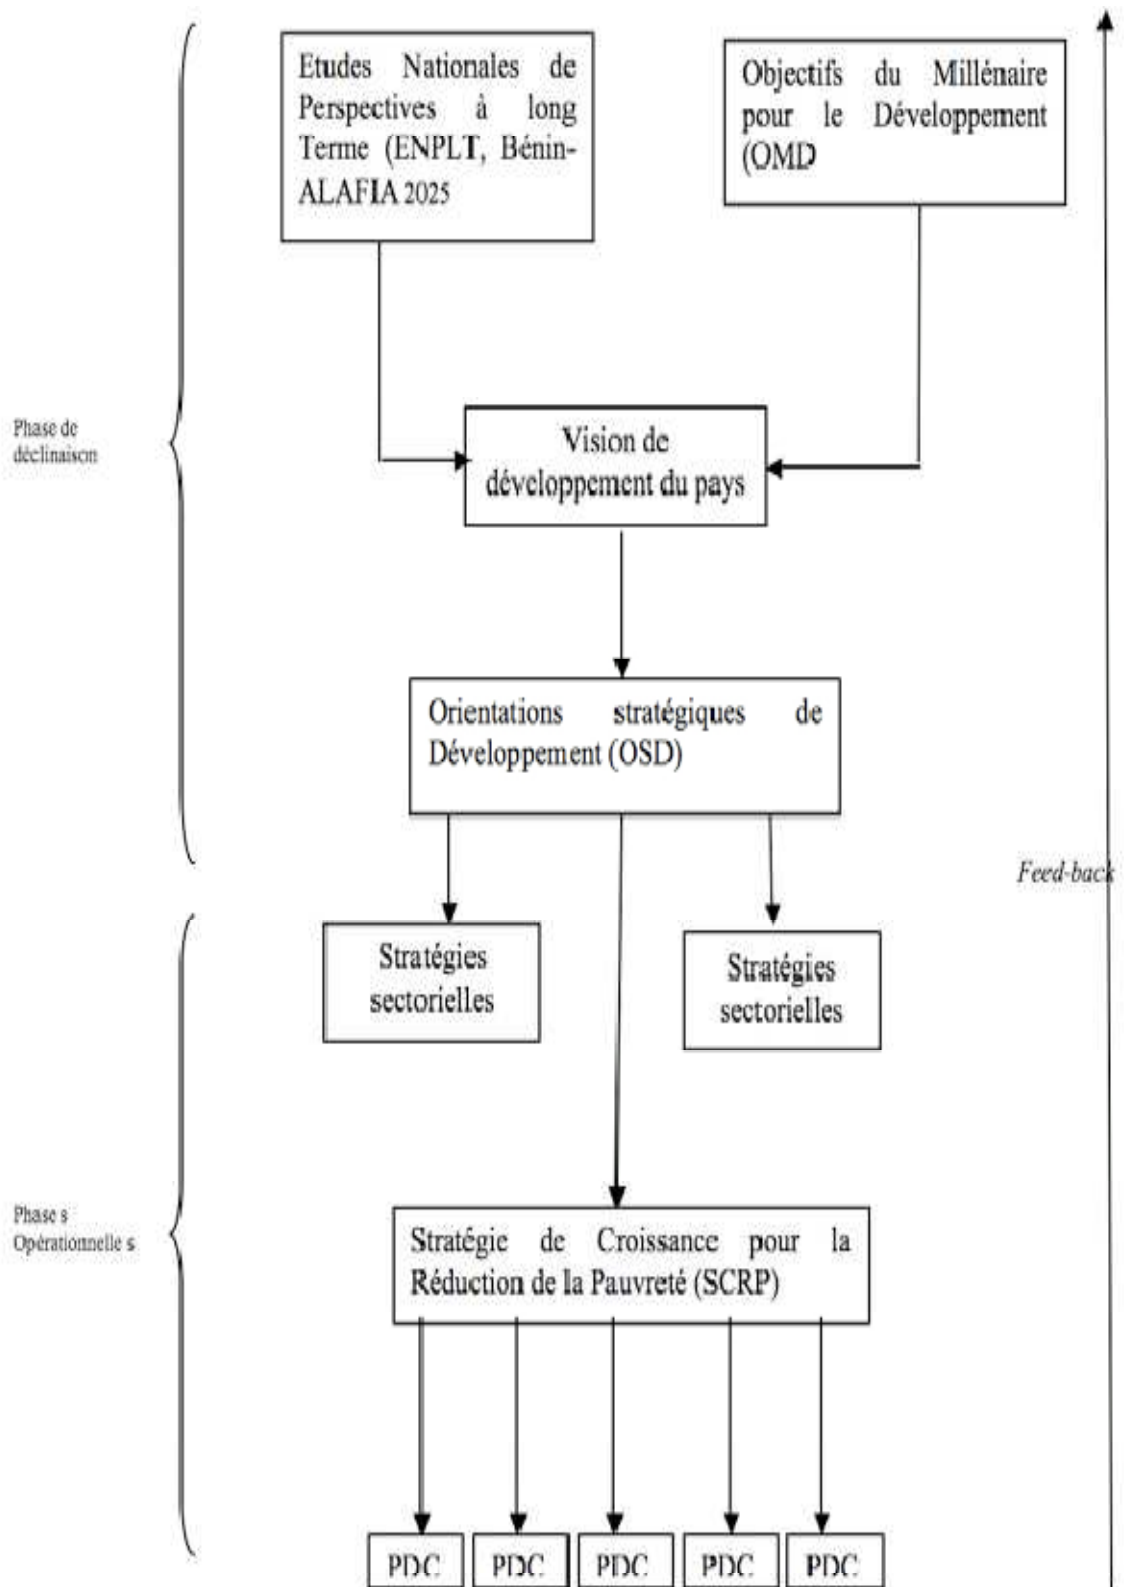 Etudes Nationales de
Perspectives à long
Terme (ENPLT, Bénin-
ALAFIA 2025
Objectifs du Millénaire
pour le Développement
(OMD
Phase de
déclinaison
Vision de
développement du pays
Orientations stratégiques de
Développement (OSD)
Feed-back
Stratégies
sectorielles
Stratégies
sectorielles
Phase s
Opérationnelle s
Stratégie de Croissance pour la
Réduction de la Pauvreté (SCRP)
PDC PDC PDC PDC PDC